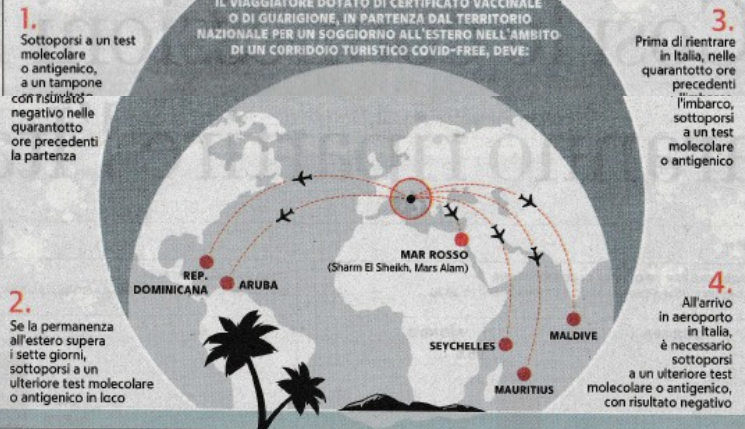 IL VIAGGIATORE DOTATO DI CERTIFICATO VACCINALE
O DI GUARIGIONE, IN PARTENZA DAL TERRITORIO
NAZIONALE PER UN SOGGIORNO ALL'ESTERO NELL'AMBITO
DI UN CORRIDOIO TURISTICO COVID-FREE, DEVE:
1.
Sottoporsi a un test
molecolare
o antigenico,
a un tampone
con risultato
negativo nelle
quarantotto
ore precedenti
la partenza
2.
Se la permanenza
all'estero supera
i sette giorni,
sottoporsi a un
ulteriore test molecolare
o antigenico in loco
3.
Prima di rientrare
in Italia, nelle
quarantotto ore
precedenti
l'imbarco,
sottoporsi
a un test
molecolare
o antigenico
4.
All'arrivo
in aeroporto
in Italia,
è necessario
sottoporsi
a un ulteriore test
molecolare o antigenico,
con risultato negativo
REP.
DOMINICANA
ARUBA
MAR ROSSO
(Sharm El Sheikh, Mars Alam)
SEYCHELLES
MAURITIUS
MALDIVE